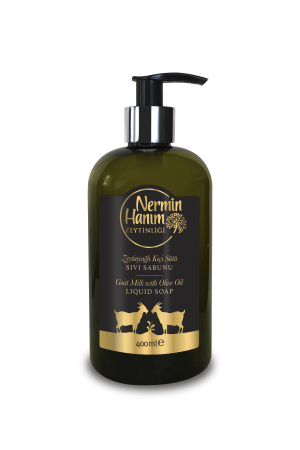 Nermin
Hanım
ZEYTİNLİĞİ
Zeytinyağlı Keçi Sütü
SIVI SABUNU
Goat Milk with Olive Oil
LIQUID SOAP
400ml℮